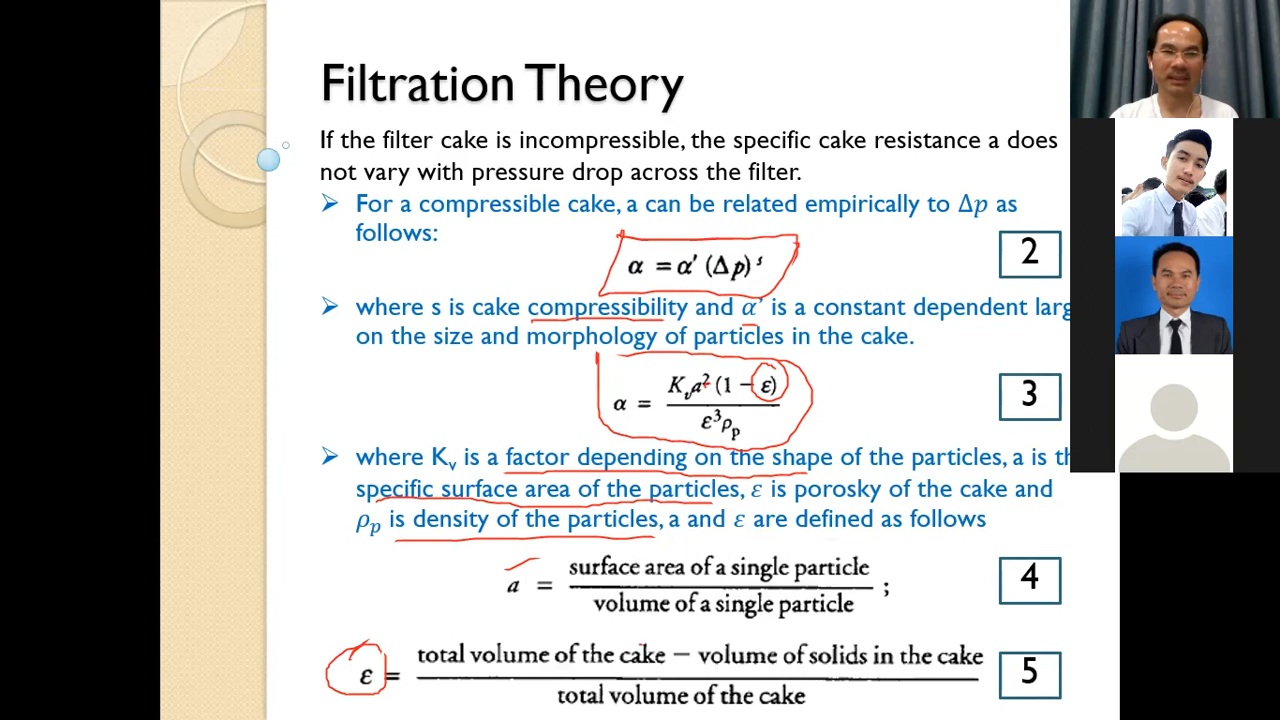 Filtration Theory
If the filter cake is incompressible, the specific cake resistance a does
not vary with pressure drop across the filter.
➢ For a compressible cake, a can be related empirically to Δp as
follows:
α = α′ (Δp)ˢ
2
➢ where s is cake compressibility and α’ is a constant dependent larg
on the size and morphology of particles in the cake.
α = Kᵥa² (1 − ε) / ε³ρₚ
3
➢ where Kᵥ is a factor depending on the shape of the particles, a is th
specific surface area of the particles, ε is porosky of the cake and
ρₚ is density of the particles, a and ε are defined as follows
a = surface area of a single particle / volume of a single particle ;
4
ε = total volume of the cake − volume of solids in the cake / total volume of the cake
5